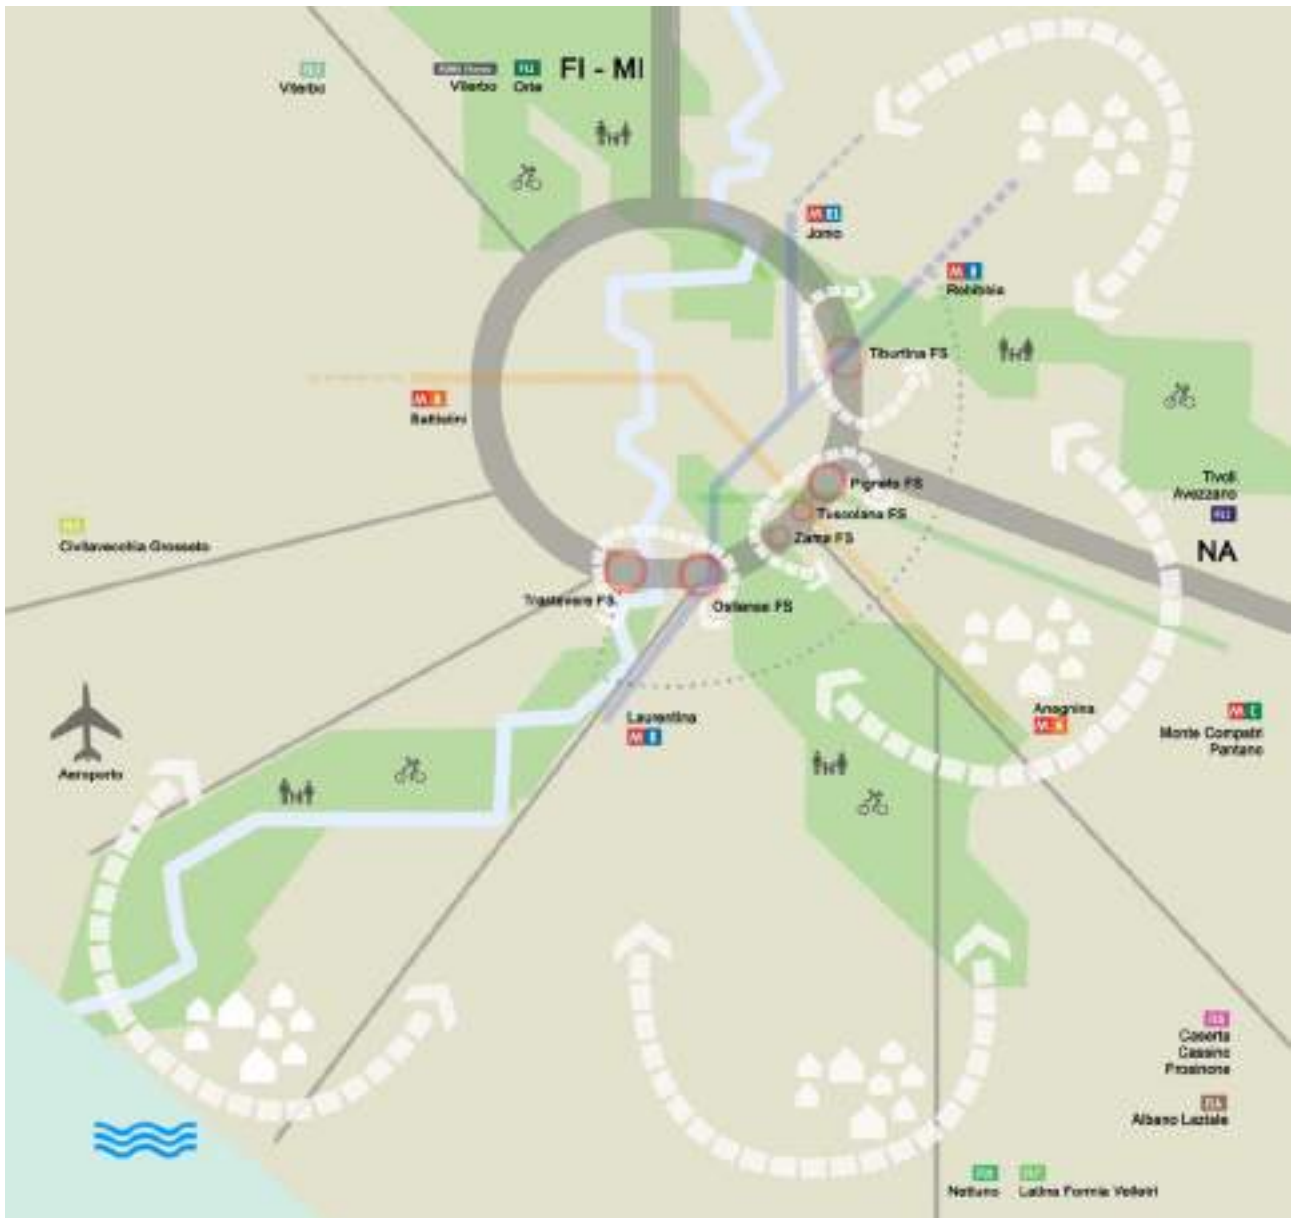 Viterbo
Viterbo
Orte
FI - MI
M B1
Jonio
M B
Rebibbia
Tiburtina FS
M A
Battistini
Pigneto FS
Tuscolana FS
Zama FS
Tivoli
Avezzano
FL2
NA
Civitavecchia Grosseto
Trastevere FS
Ostiense FS
Laurentina
M B
Anagnina
M A
M C
Monte Compatri
Pantano
Aeroporto
Caserta
Cassino
Frosinone
Albano Laziale
Nettuno
Latina Formia Velletri